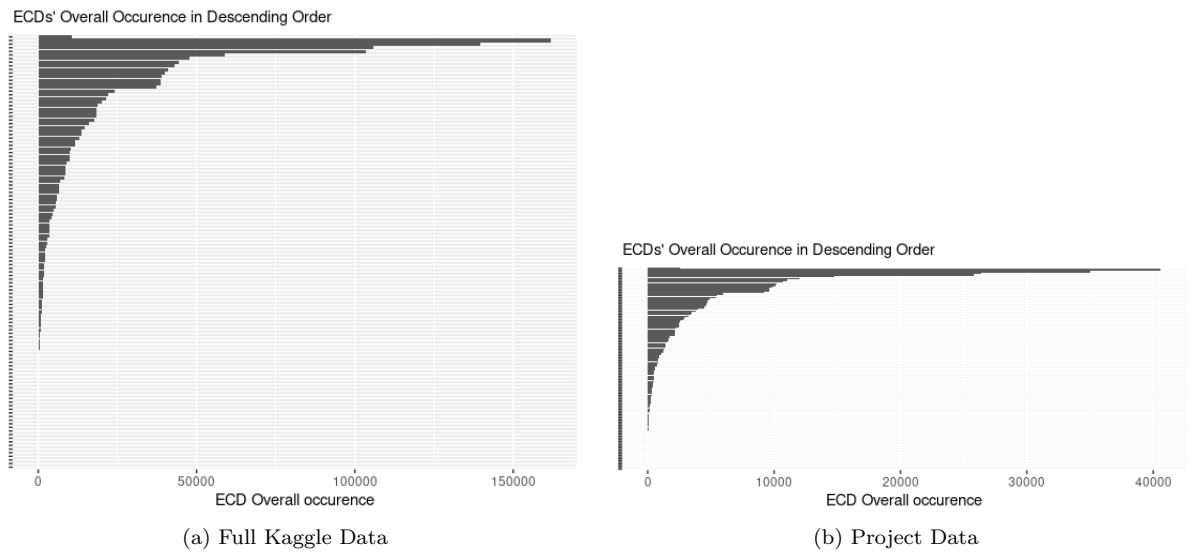 ECDs' Overall Occurence in Descending Order
0 50000 100000 150000
ECD Overall occurence
(a) Full Kaggle Data
ECDs' Overall Occurence in Descending Order
0 10000 20000 30000 40000
ECD Overall occurence
(b) Project Data